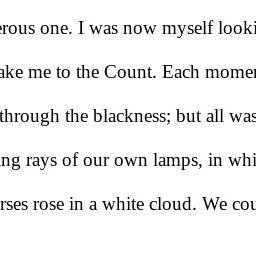 erous one. I was now myself looki
ake me to the Count. Each momen
through the blackness; but all was
ing rays of our own lamps, in whi
rses rose in a white cloud. We cou